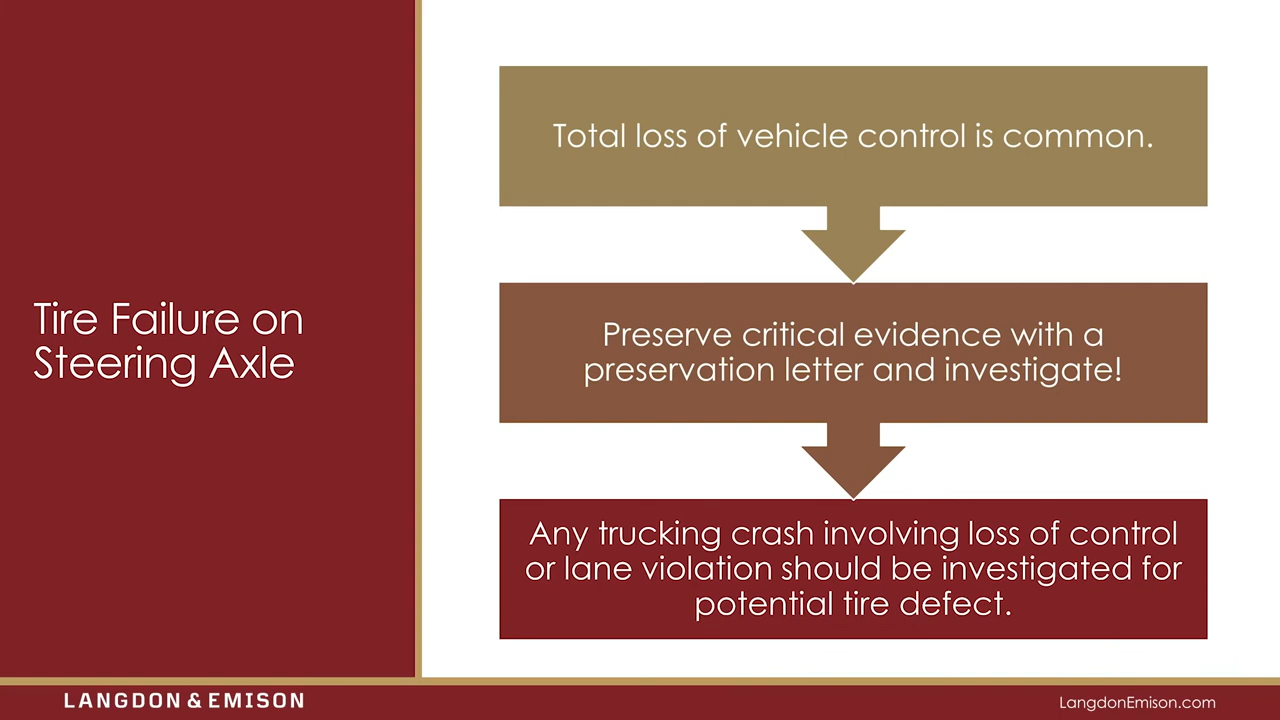 Tire Failure on
Steering Axle
Total loss of vehicle control is common.
Preserve critical evidence with a
preservation letter and investigate!
Any trucking crash involving loss of control
or lane violation should be investigated for
potential tire defect.
LANGDON & EMISON
LangdonEmison.com